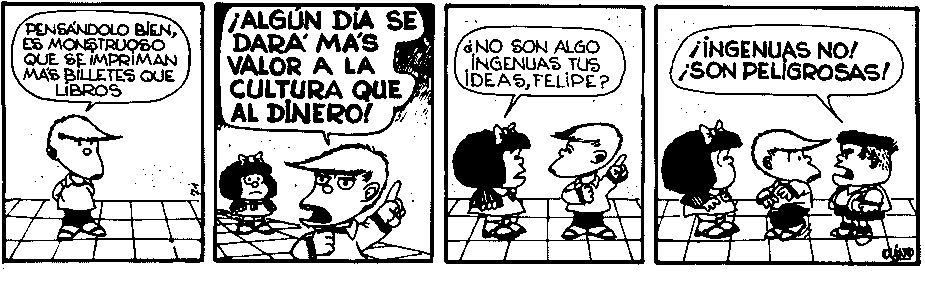 PENSÁNDOLO BIEN,
ES MONSTRUOSO
QUE SE IMPRIMAN
MÁS BILLETES QUE
LIBROS
¡ALGÚN DÍA SE
DARÁ MÁS
VALOR A LA
CULTURA QUE
AL DINERO!
¿NO SON ALGO
INGENUAS TUS
IDEAS, FELIPE?
¡INGENUAS NO!
¡SON PELIGROSAS!
QUINO